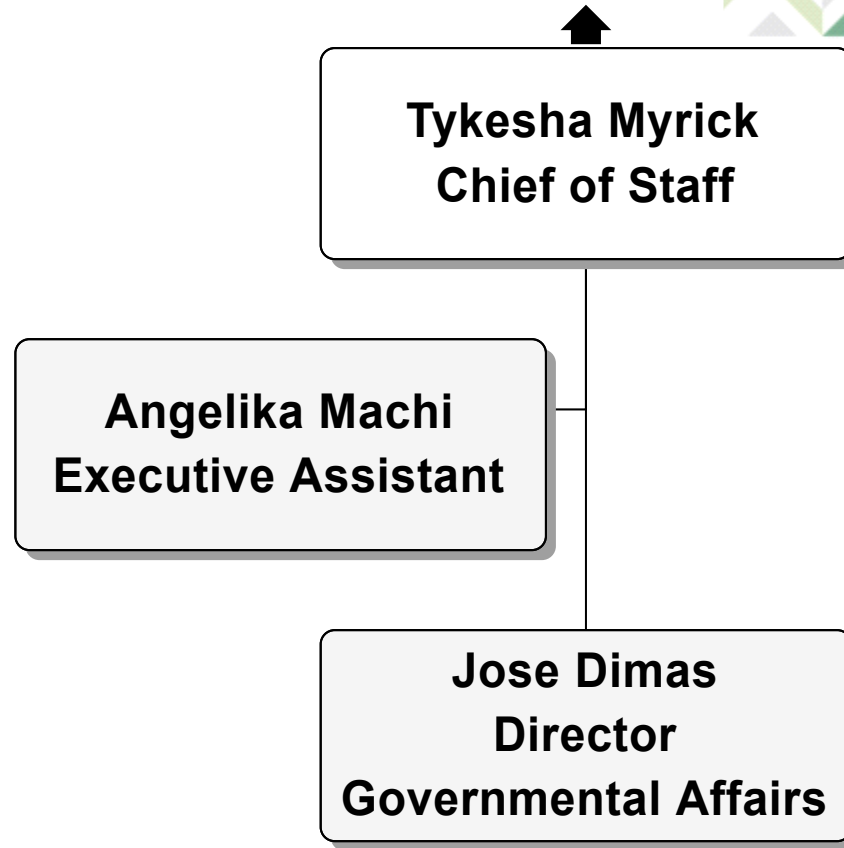 Tykesha Myrick
Chief of Staff
Angelika Machi
Executive Assistant
Jose Dimas
Director
Governmental Affairs